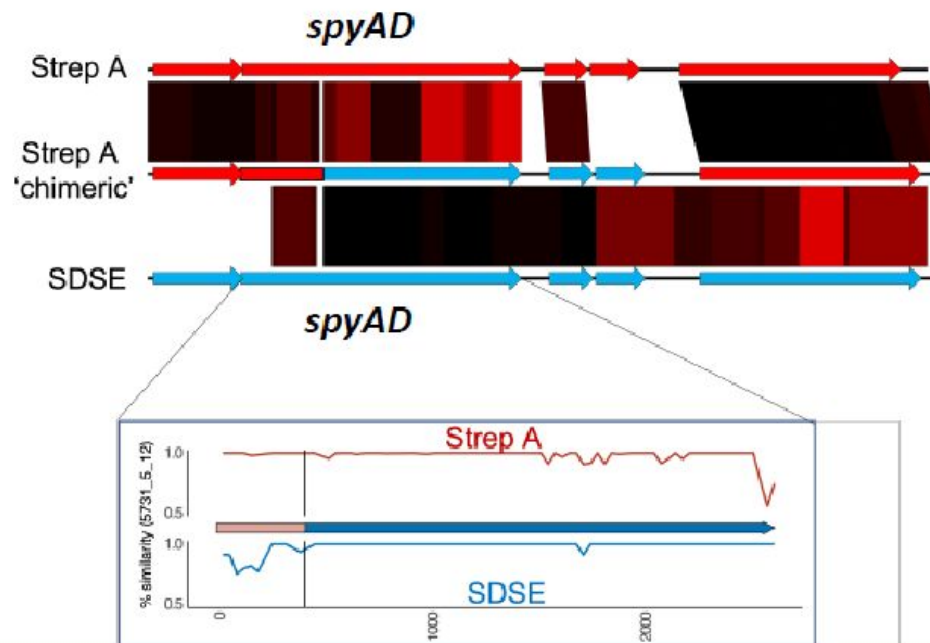 spyAD
Strep A
Strep A
'chimeric'
SDSE
spyAD
% similarity (5731_5_12)
1.0
Strep A
0.5
1.0
SDSE
0.5
0
1000
2000